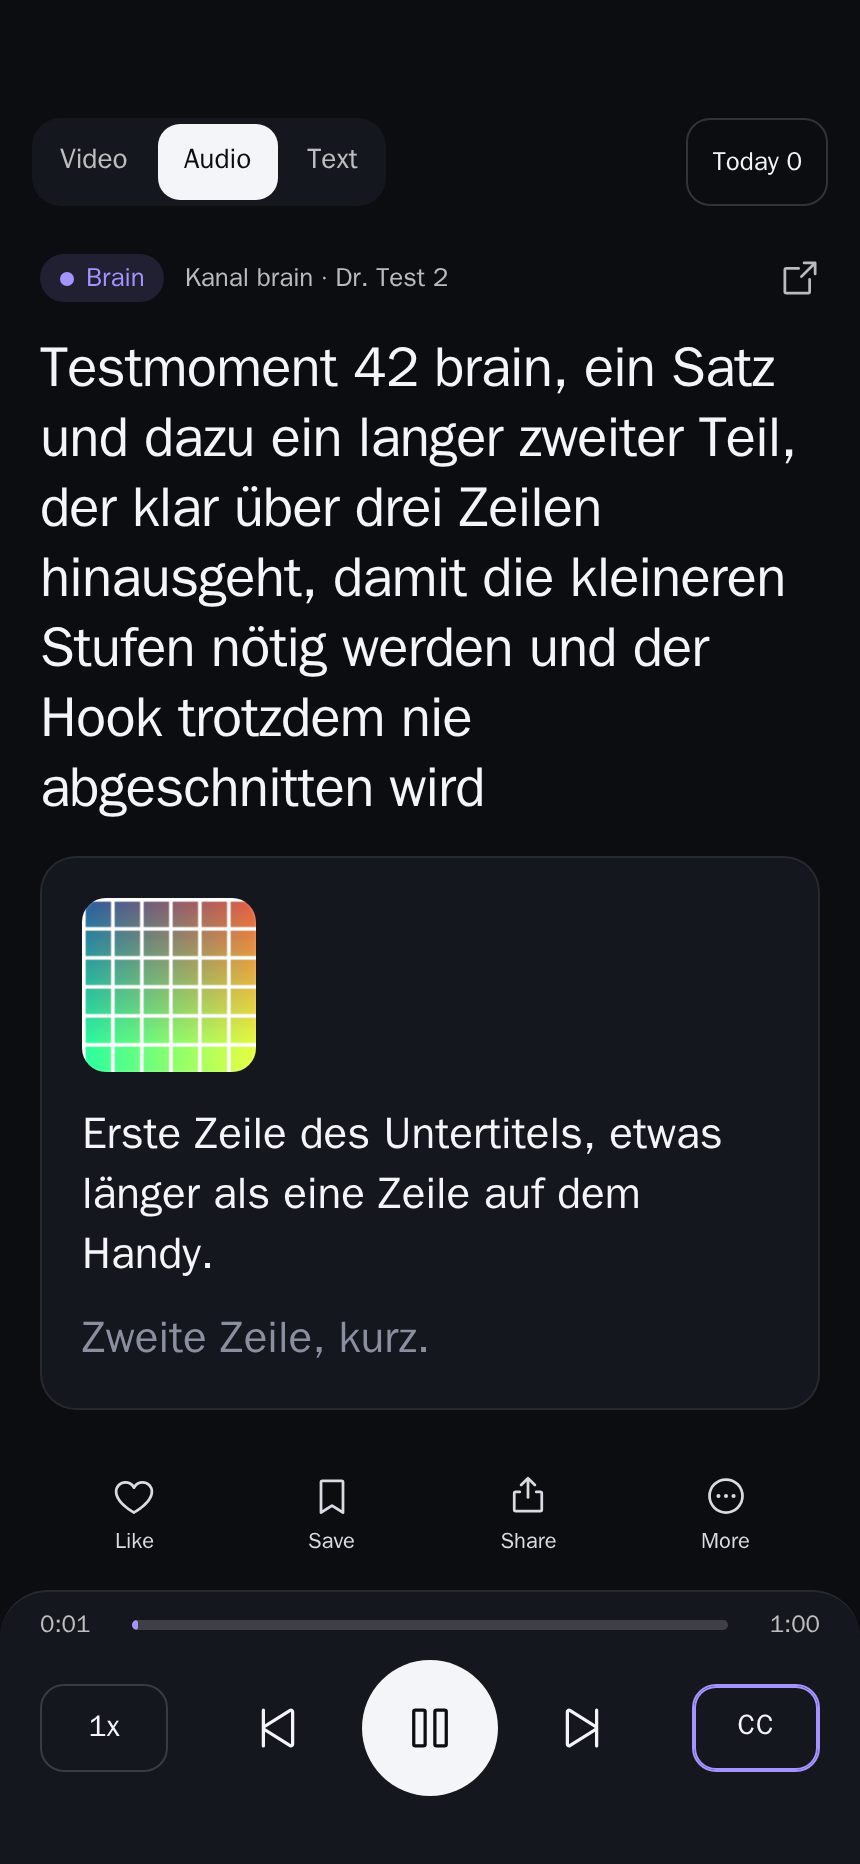 Video Audio Text Today 0
Brain Kanal brain · Dr. Test 2
Testmoment 42 brain, ein Satz
und dazu ein langer zweiter Teil,
der klar über drei Zeilen
hinausgeht, damit die kleineren
Stufen nötig werden und der
Hook trotzdem nie
abgeschnitten wird
Erste Zeile des Untertitels, etwas
länger als eine Zeile auf dem
Handy.
Zweite Zeile, kurz.
Like Save Share More
0:01 1:00
1x CC